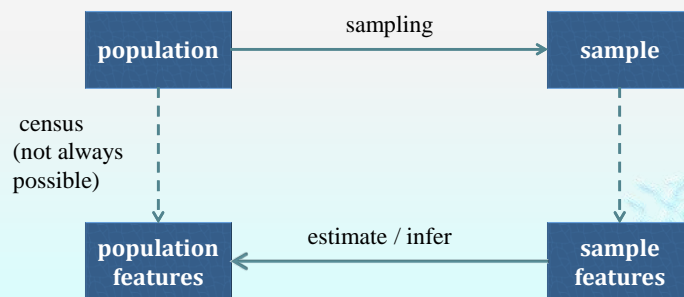 sampling
population
sample
census
(not always
possible)
estimate / infer
population
features
sample
features